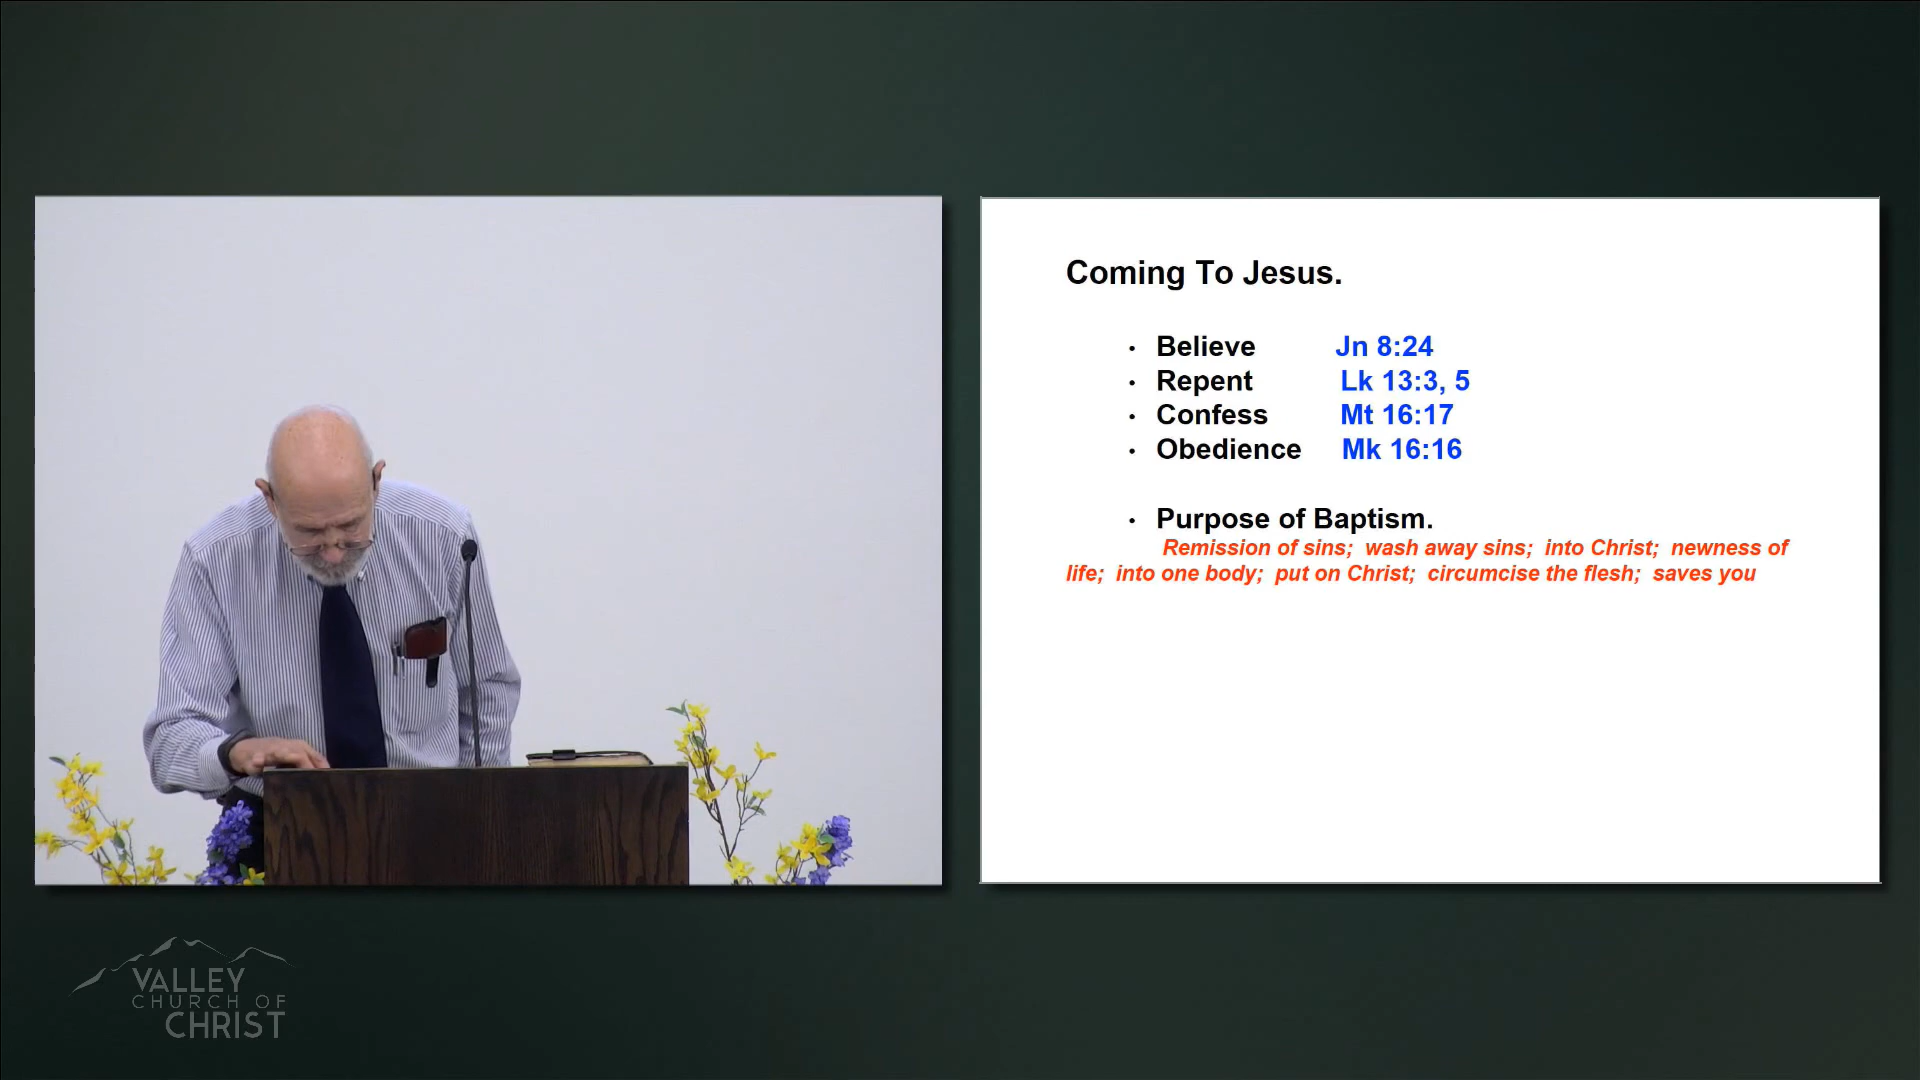 Coming To Jesus.
• Believe Jn 8:24
• Repent Lk 13:3, 5
• Confess Mt 16:17
• Obedience Mk 16:16
• Purpose of Baptism.
Remission of sins; wash away sins; into Christ; newness of
life; into one body; put on Christ; circumcise the flesh; saves you
VALLEY
CHURCH OF
CHRIST